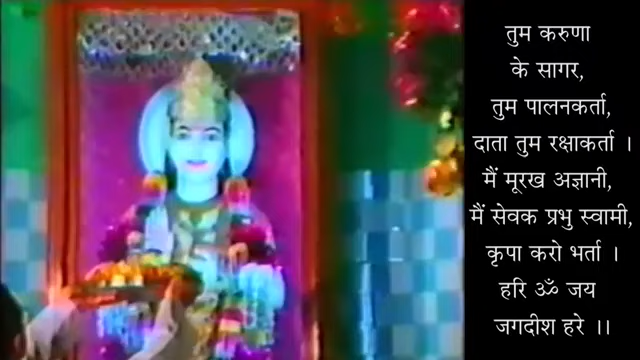 तुम करुणा
के सागर,
तुम पालनकर्ता,
दाता तुम रक्षाकर्ता ।
मैं मूरख अज्ञानी,
मैं सेवक प्रभु स्वामी,
कृपा करो भर्ता ।
हरि ॐ जय
जगदीश हरे ।।